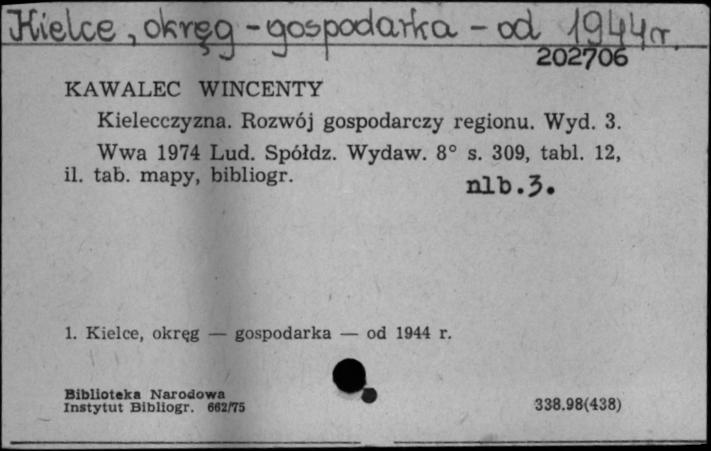 Kielce, okręg - gospodarka - od 1944 r.
202706
KAWALEC WINCENTY
Kielecczyzna. Rozwój gospodarczy regionu. Wyd. 3.
Wwa 1974 Lud. Spółdz. Wydaw. 8° s. 309, tabl. 12,
il. tab. mapy, bibliogr. nlb.3.
1. Kielce, okręg — gospodarka — od 1944 r.
Biblioteka Narodowa
Instytut Bibliogr. 662/75 338.98(438)